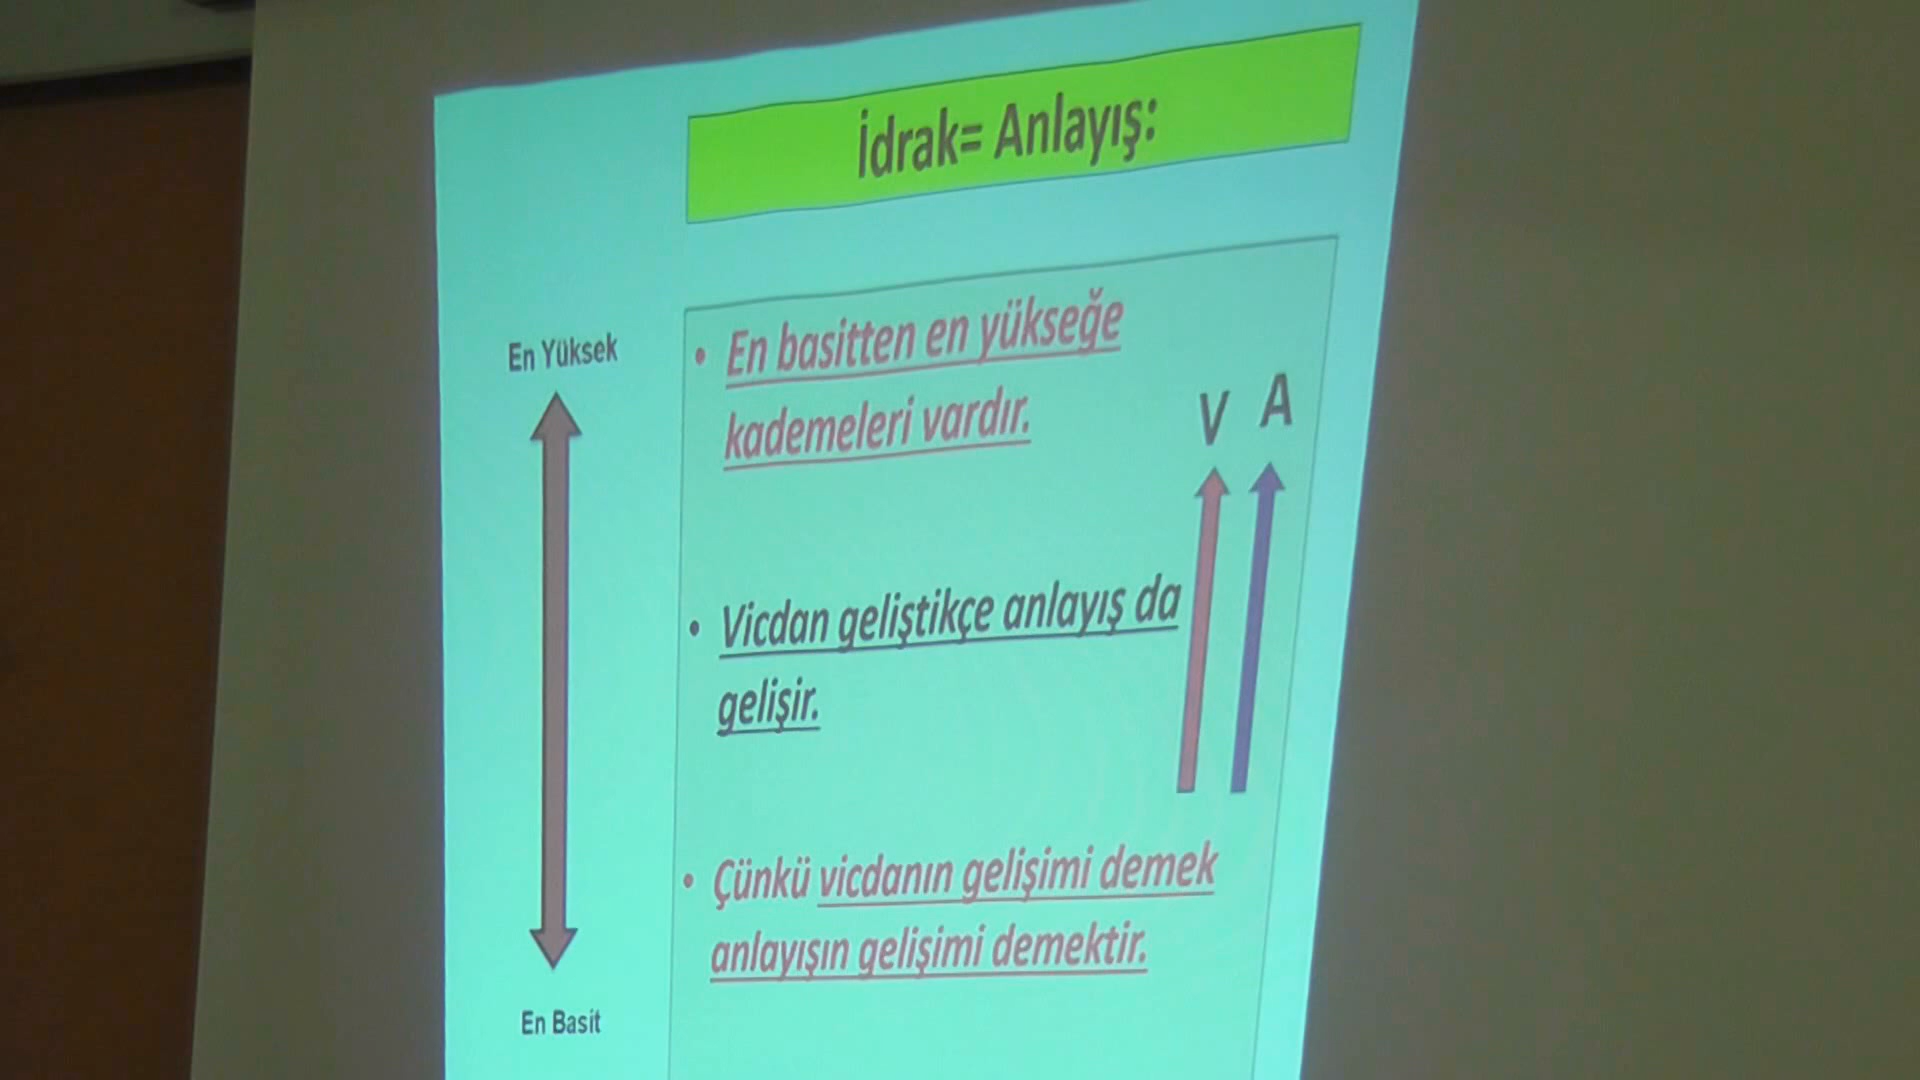 İdrak= Anlayış:
En Yüksek
• En basitten en yükseğe
kademeleri vardır.
V A
• Vicdan geliştikçe anlayış da
gelişir.
• Çünkü vicdanın gelişimi demek
anlayışın gelişimi demektir.
En Basit